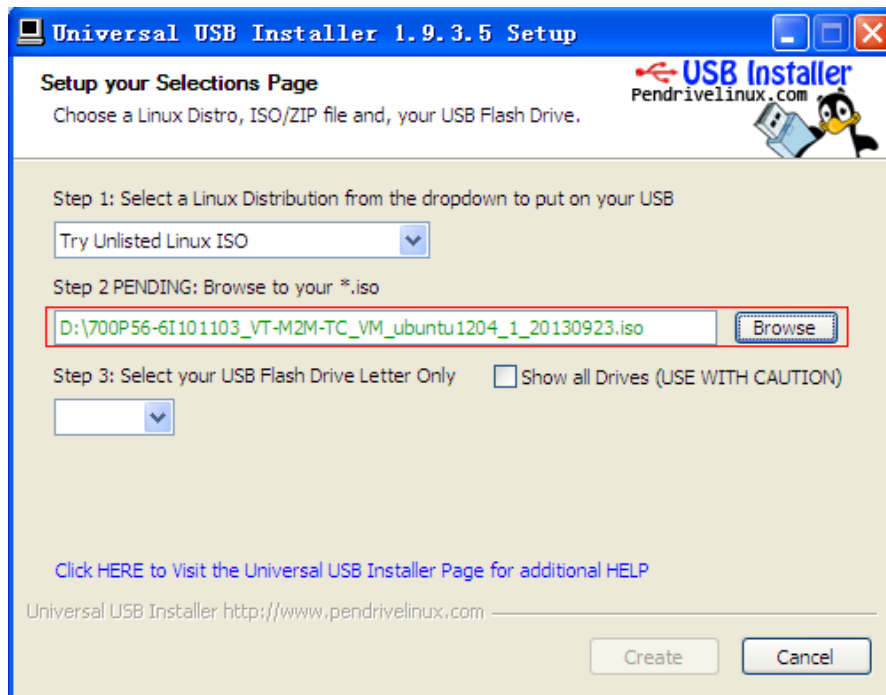 Universal USB Installer 1.9.3.5 Setup
Setup your Selections Page
Choose a Linux Distro, ISO/ZIP file and, your USB Flash Drive.
USB Installer
Pendrivelinux.com
Step 1: Select a Linux Distribution from the dropdown to put on your USB
Try Unlisted Linux ISO
Step 2 PENDING: Browse to your *.iso
D:\700P56-6I101103_VT-M2M-TC_VM_ubuntu1204_1_20130923.iso Browse
Step 3: Select your USB Flash Drive Letter Only Show all Drives (USE WITH CAUTION)
Click HERE to Visit the Universal USB Installer Page for additional HELP
Universal USB Installer http://www.pendrivelinux.com
Create Cancel